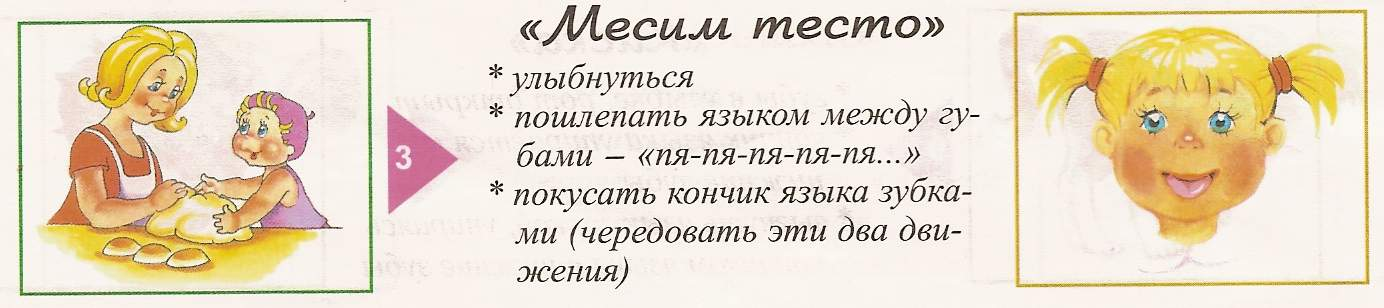 «Месим тесто»
* улыбнуться
* пошлепать языком между гу-
бами – «пя-пя-пя-пя-пя...»
3
* покусать кончик языка зубка-
ми (чередовать эти два дви-
жения)